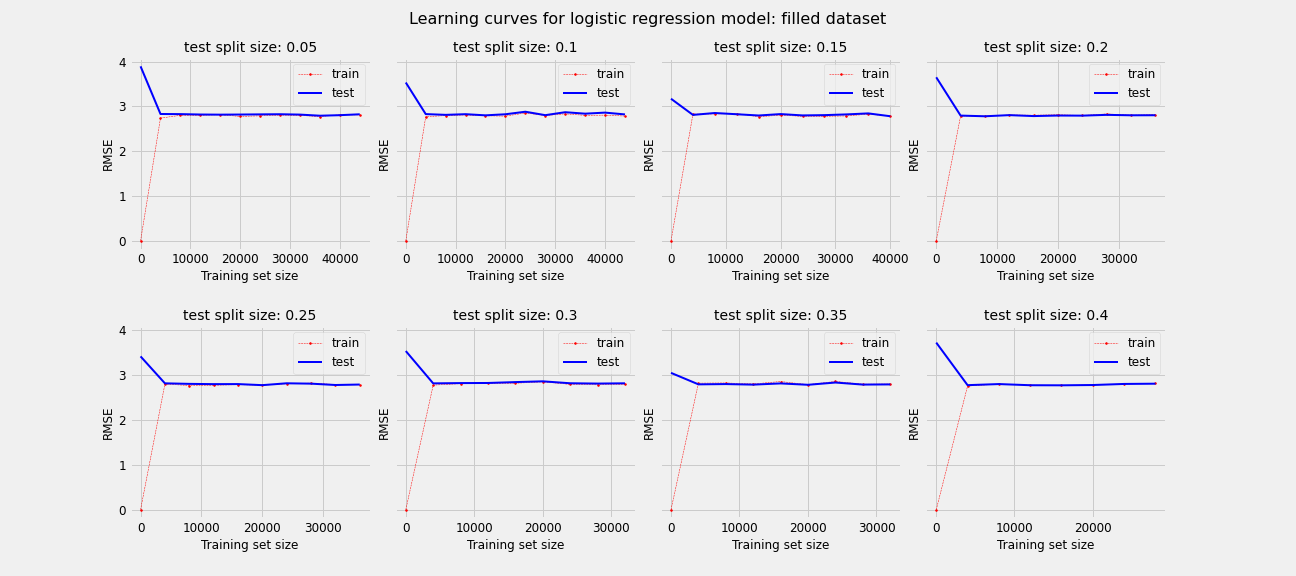 Learning curves for logistic regression model: filled dataset
test split size: 0.05
test split size: 0.1
test split size: 0.15
test split size: 0.2
4
3
2
1
0
RMSE
train
test
RMSE
train
test
RMSE
train
test
RMSE
train
test
0 10000 20000 30000 40000
0 10000 20000 30000 40000
0 10000 20000 30000 40000
0 10000 20000 30000
Training set size
Training set size
Training set size
Training set size
test split size: 0.25
test split size: 0.3
test split size: 0.35
test split size: 0.4
4
3
2
1
0
RMSE
train
test
RMSE
train
test
RMSE
train
test
RMSE
train
test
0 10000 20000 30000
0 10000 20000 30000
0 10000 20000 30000
0 10000 20000
Training set size
Training set size
Training set size
Training set size